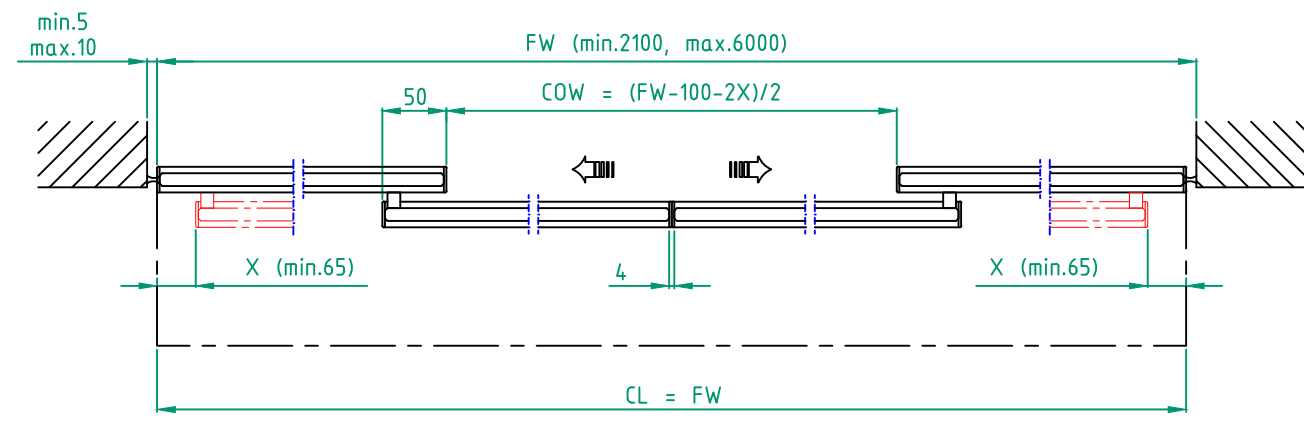 min.5
max.10
FW (min.2100, max.6000)
50
COW = (FW-100-2X)/2
X (min.65)
4
X (min.65)
CL = FW